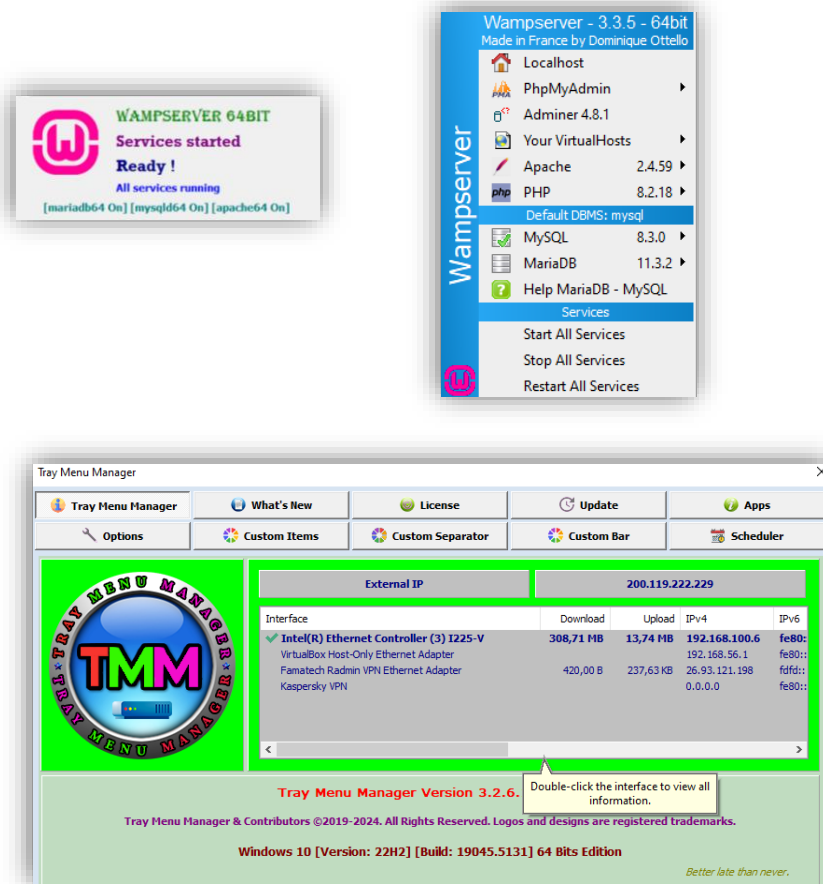 WAMPSERVER 64BIT
Services started
Ready !
All services running
[mariadb64 On] [mysqld64 On] [apache64 On]
Wampserver - 3.3.5 - 64bit
Made in France by Dominique Ottello
Wampserver
Localhost
PhpMyAdmin
Adminer 4.8.1
Your VirtualHosts
Apache 2.4.59
php PHP 8.2.18
Default DBMS: mysql
MySQL 8.3.0
MariaDB 11.3.2
Help MariaDB - MySQL
Services
Start All Services
Stop All Services
Restart All Services
Tray Menu Manager
Tray Menu Manager What's New License Update Apps
Options Custom Items Custom Separator Custom Bar Scheduler
TRAY MENU MANAGER
TMM
TRAY MENU MANAGER
External IP 200.119.222.229
Interface Download Upload IPv4 IPv6
Intel(R) Ethernet Controller (3) I225-V 308,71 MB 13,74 MB 192.168.100.6 fe80:
VirtualBox Host-Only Ethernet Adapter 192.168.56.1 fe80::
Famatech Radmin VPN Ethernet Adapter 420,00 B 237,63 KB 26.93.121.198 fdfd::
Kaspersky VPN 0.0.0.0 fe80::
Double-click the interface to view all
information.
Tray Menu Manager Version 3.2.6.
Tray Menu Manager & Contributors ©2019-2024. All Rights Reserved. Logos and designs are registered trademarks.
Windows 10 [Version: 22H2] [Build: 19045.5131] 64 Bits Edition
Better late than never.